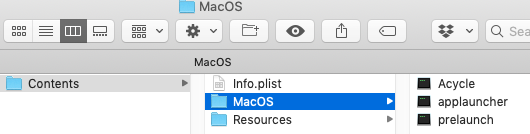 MacOS
Sea
MacOS
Contents
Info.plist
MacOS
Resources
Acycle
applauncher
prelaunch